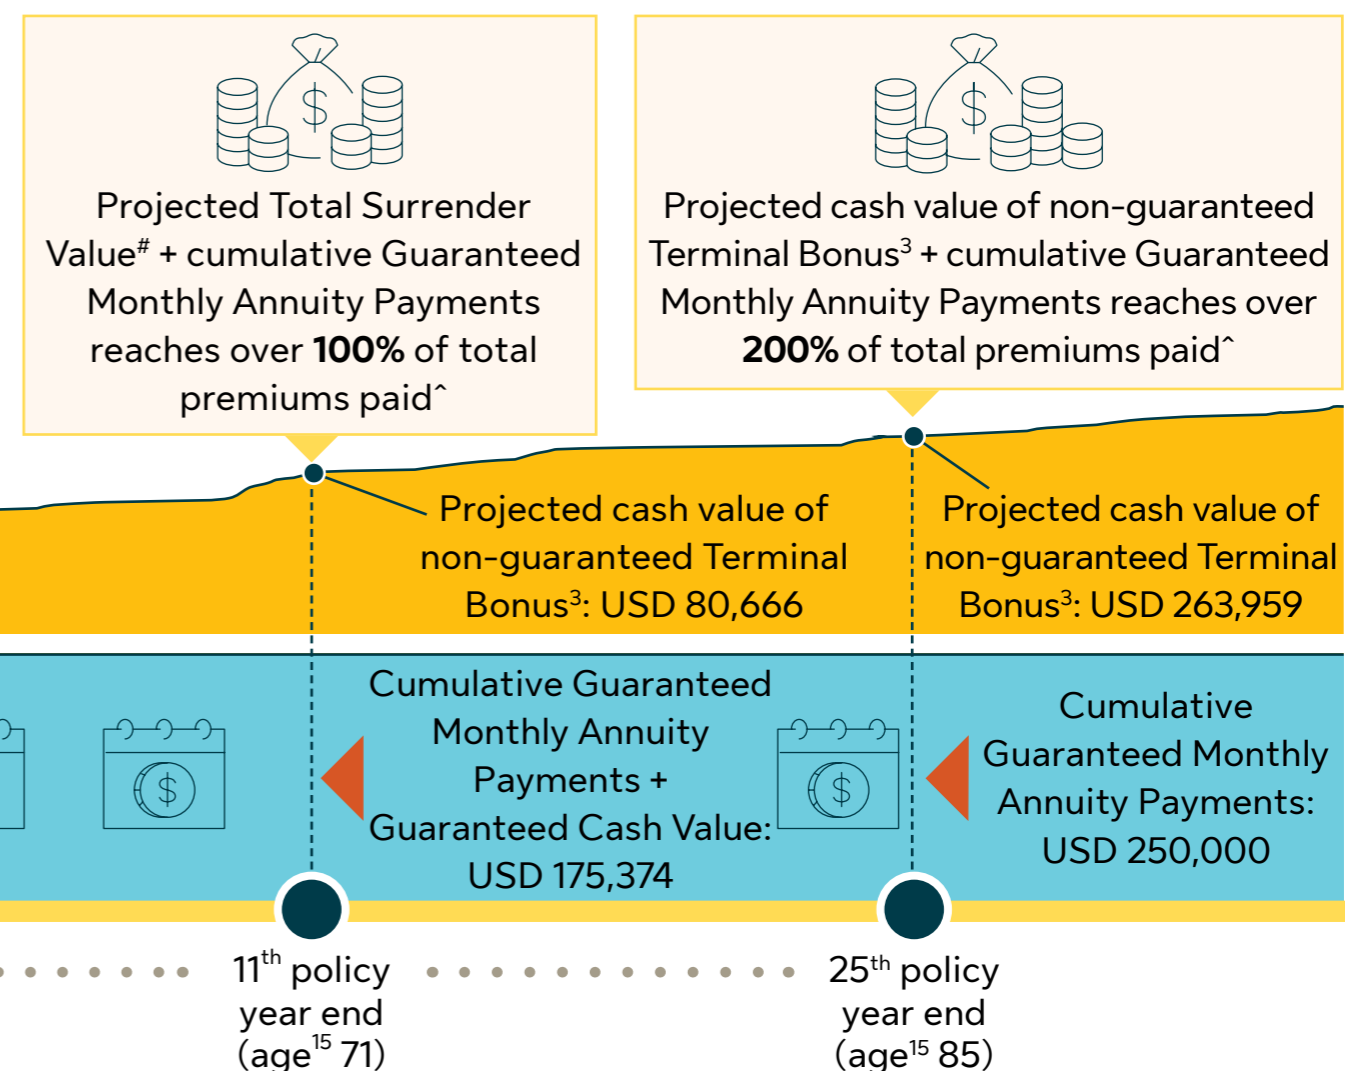 $
Projected Total Surrender
Value# + cumulative Guaranteed
Monthly Annuity Payments
reaches over 100% of total
premiums paid^
$
Projected cash value of non-guaranteed
Terminal Bonus³ + cumulative Guaranteed
Monthly Annuity Payments reaches over
200% of total premiums paid^
Projected cash value of
non-guaranteed Terminal
Bonus³: USD 80,666
Projected cash value of
non-guaranteed Terminal
Bonus³: USD 263,959
$
Cumulative Guaranteed
Monthly Annuity
Payments +
Guaranteed Cash Value:
USD 175,374
$
Cumulative
Guaranteed Monthly
Annuity Payments:
USD 250,000
11th policy
year end
(age15 71)
25th policy
year end
(age15 85)